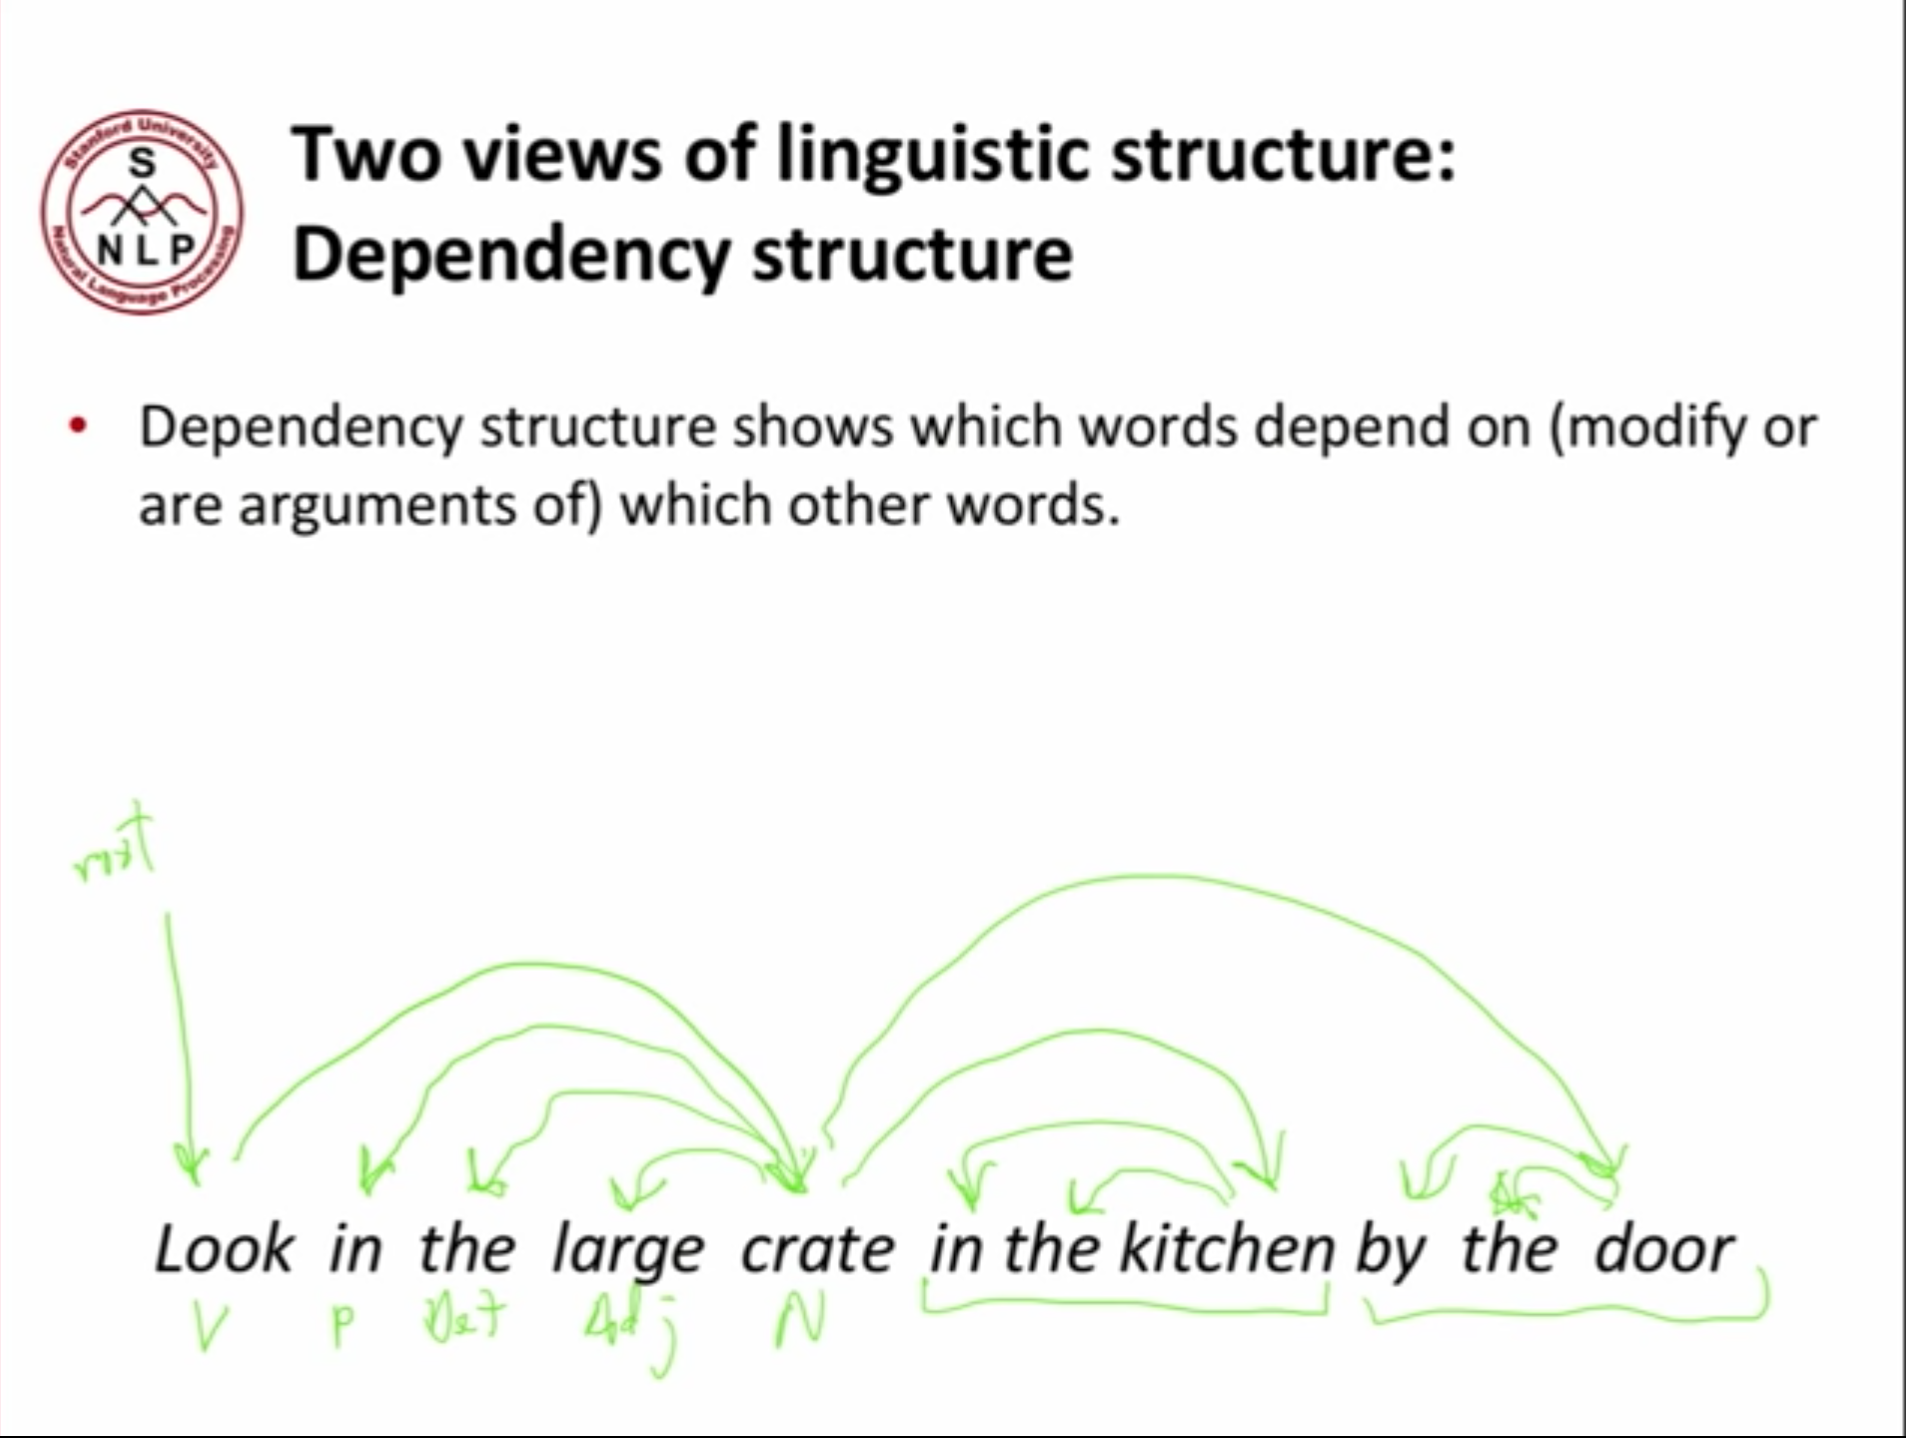 Stanford University
S
NLP
Natural Language Processing
Two views of linguistic structure:
Dependency structure
• Dependency structure shows which words depend on (modify or
are arguments of) which other words.
root
Look in the large crate in the kitchen by the door
V P Det Adj N